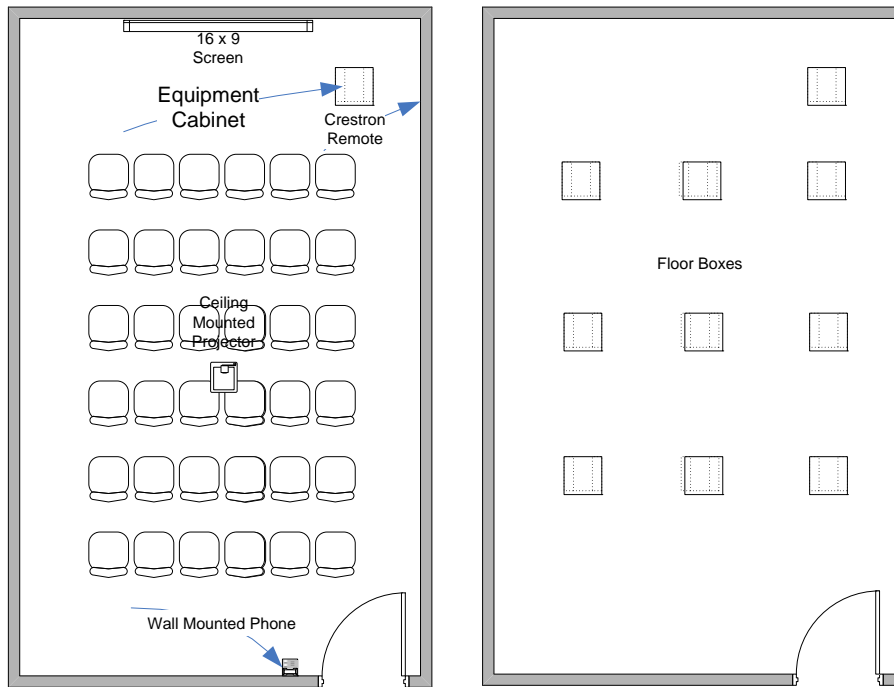 16 x 9
Screen
Equipment
Cabinet
Crestron
Remote
Ceiling
Mounted
Projector
Wall Mounted Phone
Floor Boxes